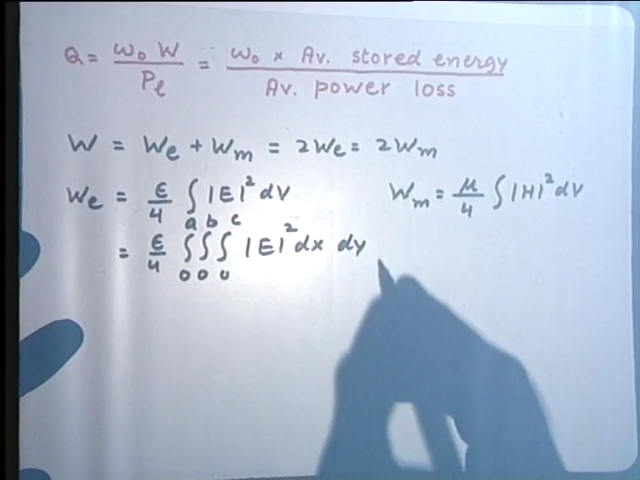 Q = ω₀ W / Pℓ = ω₀ × Av. stored energy / Av. power loss
W = We + Wm = 2We = 2Wm
We = ε/4 ∫ |E|² dV     Wm = μ/4 ∫ |H|² dV
= ε/4 ∫₀ᵃ ∫₀ᵇ ∫₀ᶜ |E|² dx dy